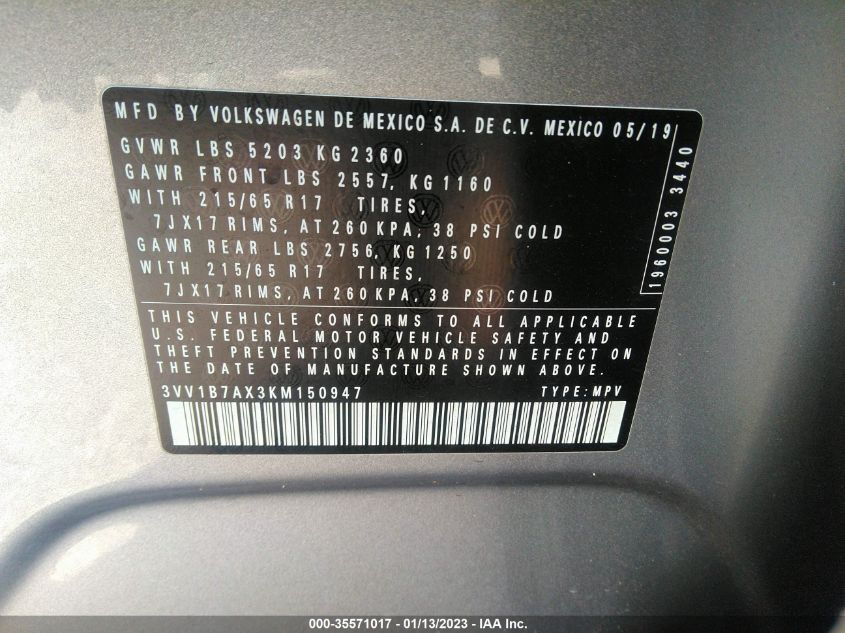 MFD BY VOLKSWAGEN DE MEXICO S.A. DE C.V. MEXICO 05/19
GVWR LBS 5203 KG 2360
GAWR FRONT LBS 2557, KG 1160
WITH 215/65 R17 TIRES,
7JX17 RIMS, AT 260 KPA, 38 PSI COLD
GAWR REAR LBS 2756, KG 1250
WITH 215/65 R17 TIRES,
7JX17 RIMS, AT 260 KPA, 38 PSI COLD
1960003 3440
THIS VEHICLE CONFORMS TO ALL APPLICABLE
U.S. FEDERAL MOTOR VEHICLE SAFETY AND
THEFT PREVENTION STANDARDS IN EFFECT ON
THE DATE OF MANUFACTURE SHOWN ABOVE.
3VV1B7AX3KM150947 TYPE: MPV
000-35571017 - 01/13/2023 - IAA Inc.